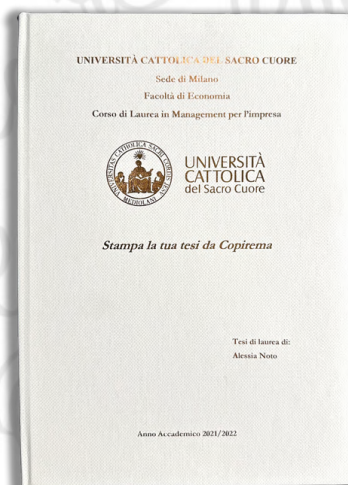 UNIVERSITÀ CATTOLICA DEL SACRO CUORE
Sede di Milano
Facoltà di Economia
Corso di Laurea in Management per l'impresa
UNIVERSITÀ
CATTOLICA
del Sacro Cuore
Stampa la tua tesi da Copirema
Tesi di laurea di:
Alessia Noto
Anno Accademico 2021/2022